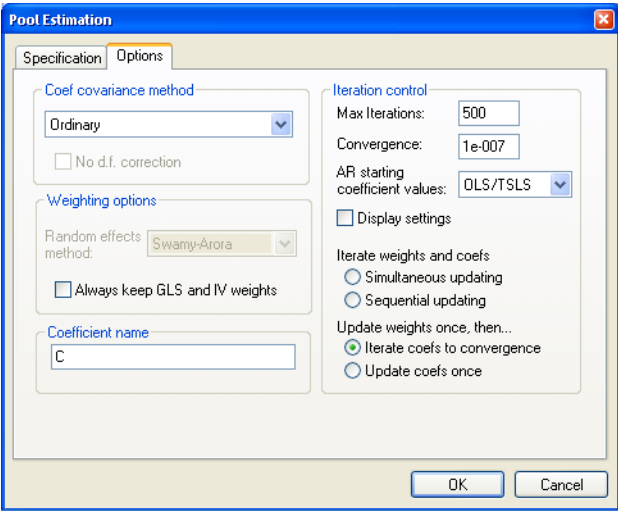 Pool Estimation
Specification
Options
Coef covariance method
Ordinary
No d.f. correction
Weighting options
Random effects
method:
Swamy-Arora
Always keep GLS and IV weights
Coefficient name
C
Iteration control
Max Iterations:
500
Convergence:
1e-007
AR starting
coefficient values:
OLS/TSLS
Display settings
Iterate weights and coefs
Simultaneous updating
Sequential updating
Update weights once, then...
Iterate coefs to convergence
Update coefs once
OK
Cancel